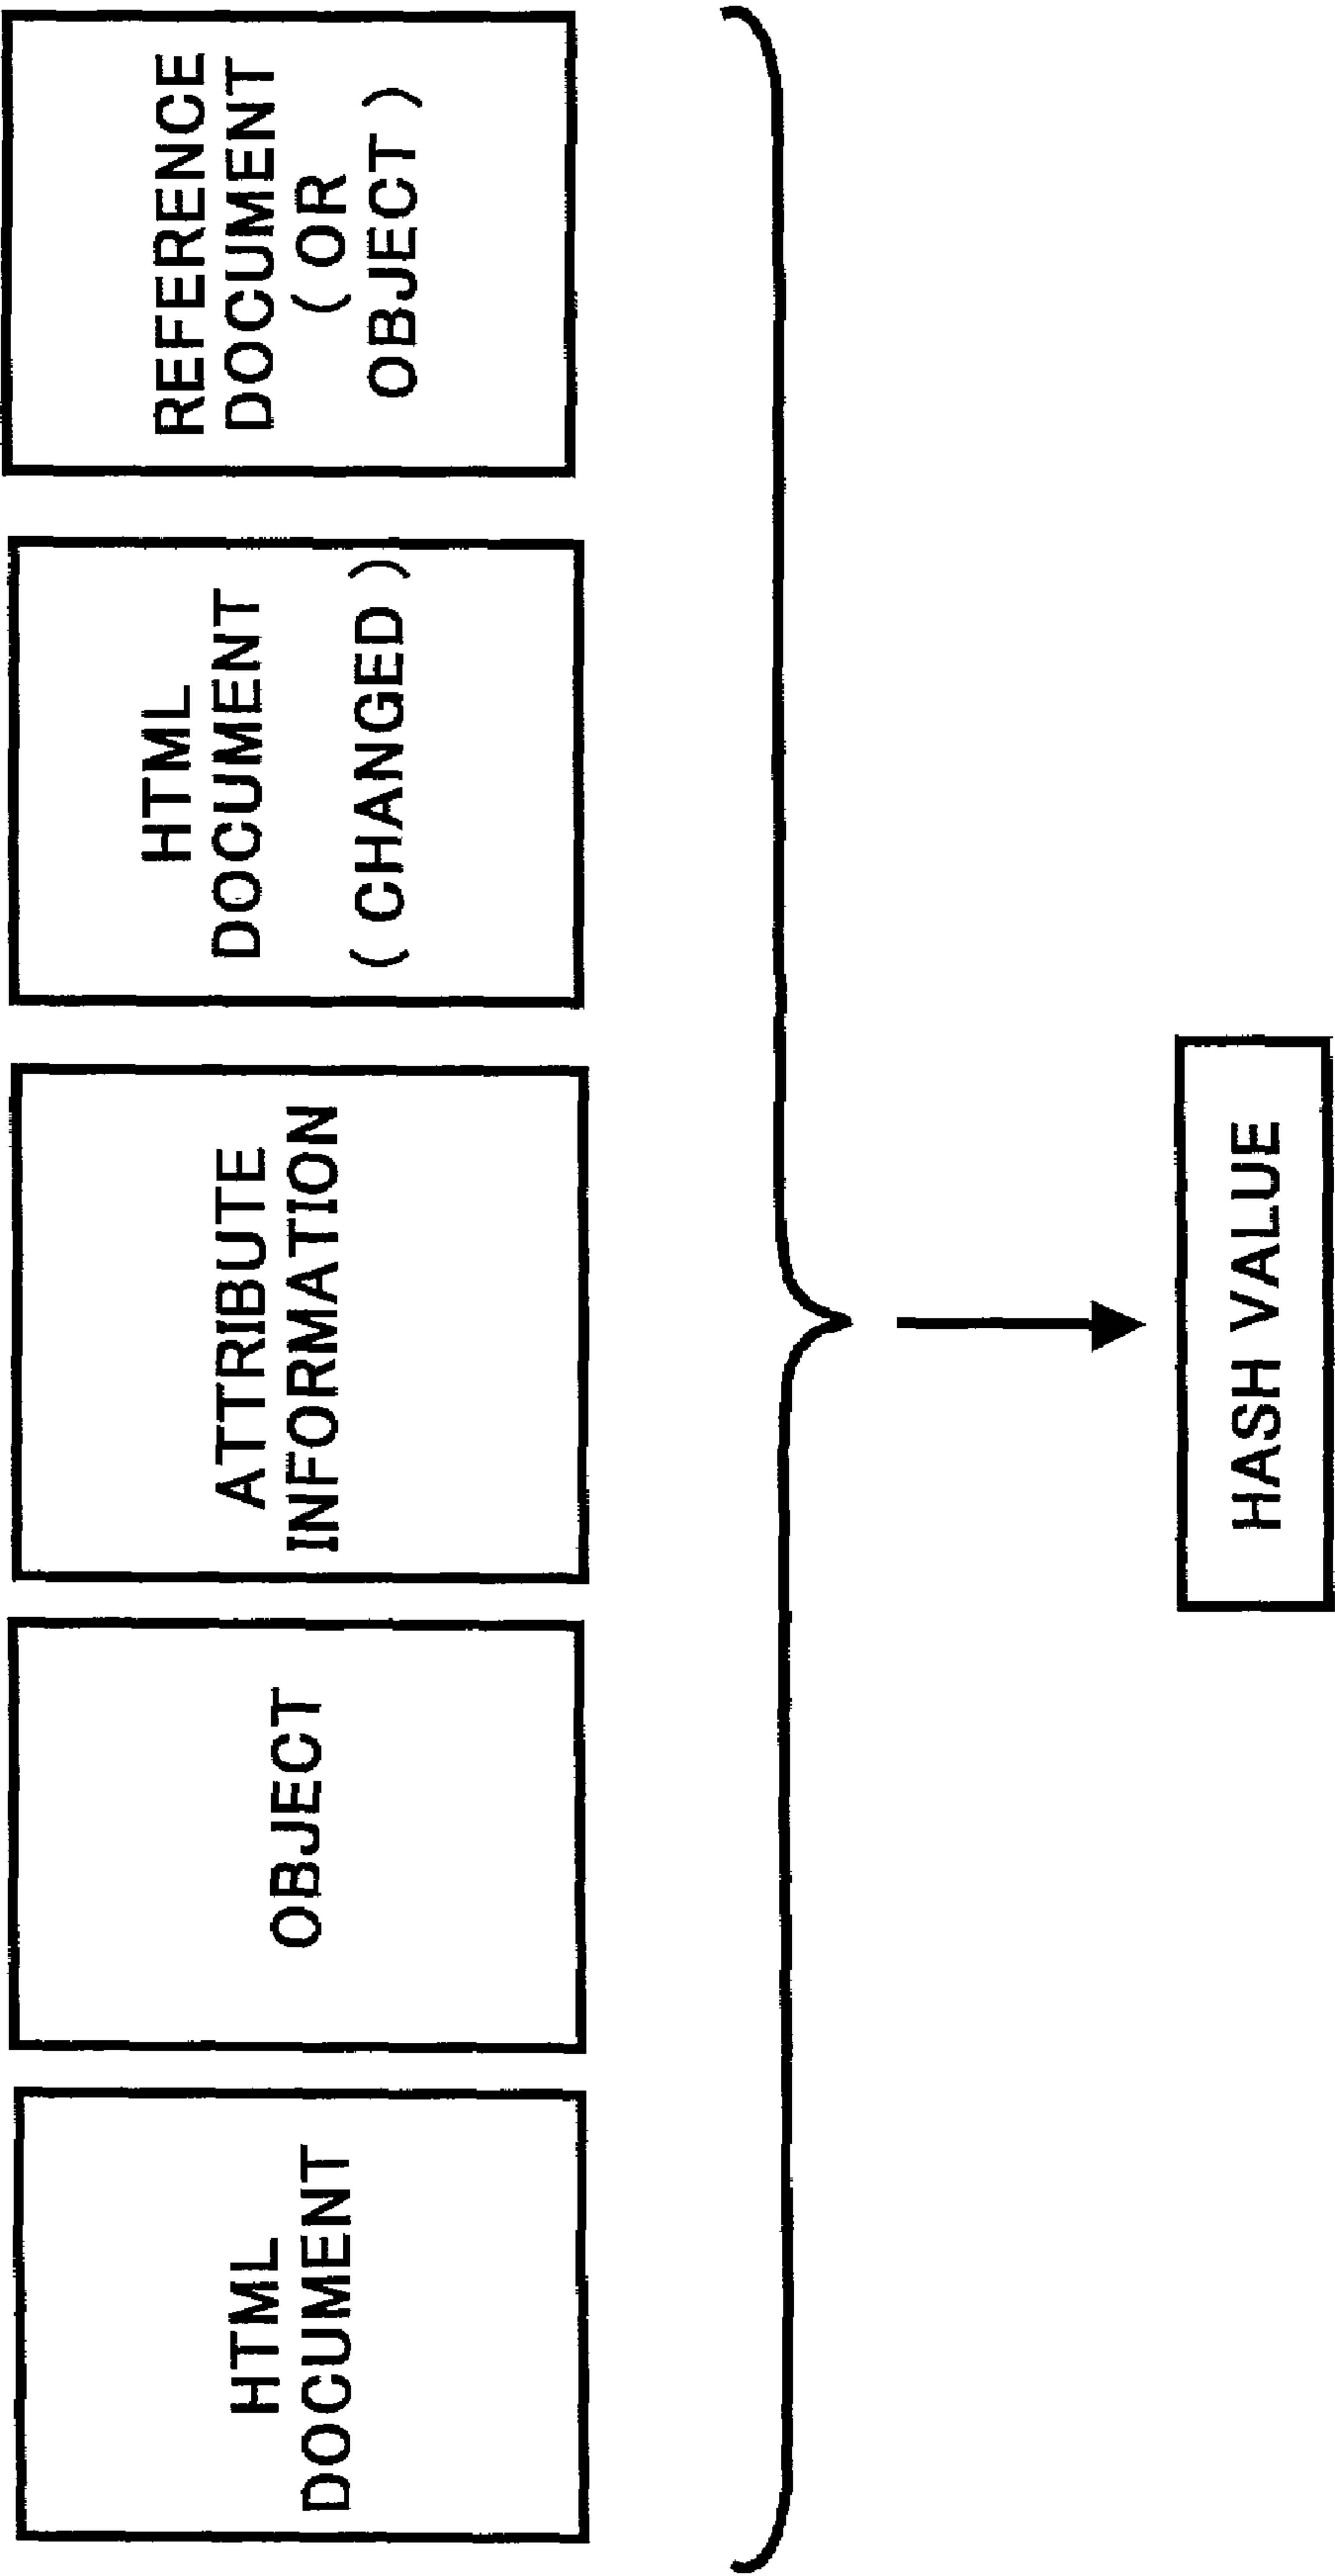 HTML
DOCUMENT
OBJECT
ATTRIBUTE
INFORMATION
HTML
DOCUMENT
(CHANGED)
REFERENCE
DOCUMENT
(OR
OBJECT)
HASH VALUE